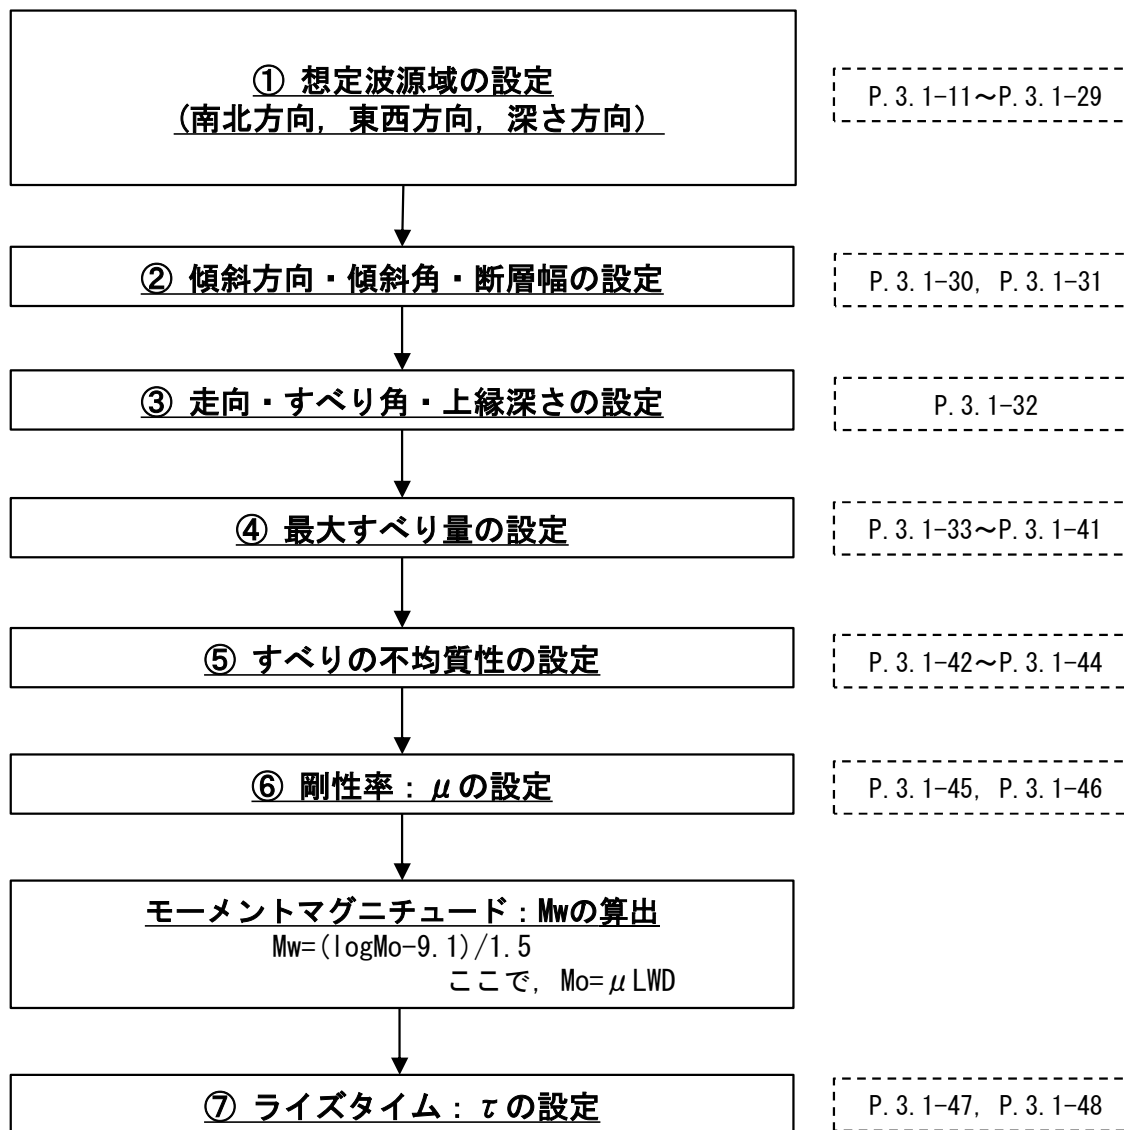 ① 想定波源域の設定
(南北方向, 東西方向, 深さ方向)
P.3.1-11～P.3.1-29
② 傾斜方向・傾斜角・断層幅の設定
P.3.1-30, P.3.1-31
③ 走向・すべり角・上縁深さの設定
P.3.1-32
④ 最大すべり量の設定
P.3.1-33～P.3.1-41
⑤ すべりの不均質性の設定
P.3.1-42～P.3.1-44
⑥ 剛性率：μの設定
P.3.1-45, P.3.1-46
モーメントマグニチュード：Mwの算出
Mw=(logMo-9.1)/1.5
ここで, Mo=μLWD
⑦ ライズタイム：τの設定
P.3.1-47, P.3.1-48